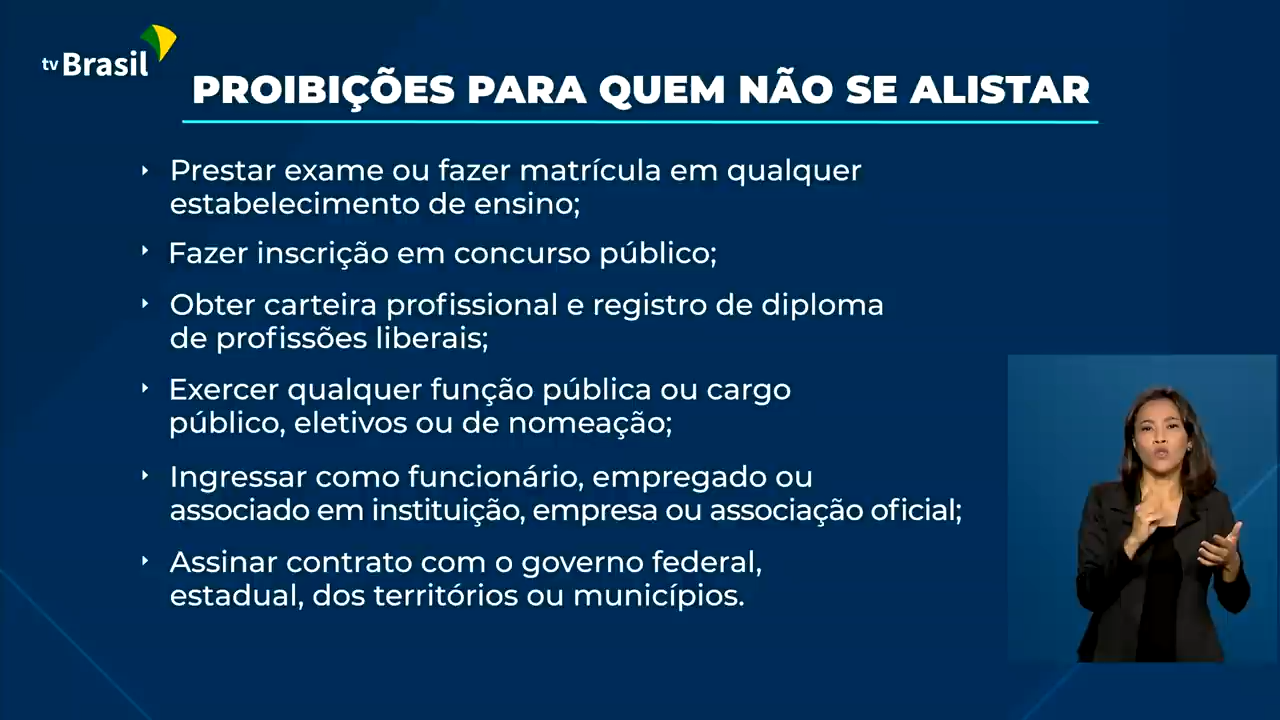 tv Brasil
PROIBIÇÕES PARA QUEM NÃO SE ALISTAR
Prestar exame ou fazer matrícula em qualquer
estabelecimento de ensino;
Fazer inscrição em concurso público;
Obter carteira profissional e registro de diploma
de profissões liberais;
Exercer qualquer função pública ou cargo
público, eletivos ou de nomeação;
Ingressar como funcionário, empregado ou
associado em instituição, empresa ou associação oficial;
Assinar contrato com o governo federal,
estadual, dos territórios ou municípios.